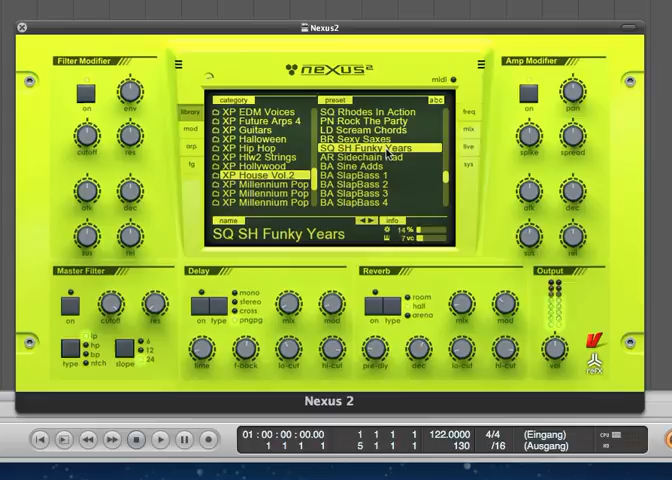 Nexus2
Filter Modifier
nexus²
Amp Modifier
midi
on
env
category
preset
abc
on
pan
library
mod
arp
tg
XP EDM Voices
XP Future Arps 4
XP Guitars
XP Halloween
XP Hip Hop
XP Hlw2 Strings
XP Hollywood
XP House Vol.2
XP Millennium Pop
XP Millennium Pop
XP Millennium Pop
SQ Rhodes In Action
PN Rock The Party
LD Scream Chords
BR Sexy Saxes
SQ SH Funky Years
AR Sidechain Pad
BA Sine Adds
BA SlapBass 1
BA SlapBass 2
BA SlapBass 3
BA SlapBass 4
freq
mix
live
sys
cutoff
res
spike
spread
atk
dec
atk
dec
name
info
SQ SH Funky Years
14 %
7 vc
sus
rel
sus
rel
Master Filter
Delay
Reverb
Output
on
cutoff
res
on
type
mono
stereo
cross
pngpg
mix
mod
on
type
room
hall
arena
mix
mod
type
lp
hp
bp
ntch
slope
6
12
24
time
f-back
lo-cut
hi-cut
pre-dly
dec
lo-cut
hi-cut
vol
V
reFX
Nexus 2
01 : 00 : 00 : 00.00
1 1 1 1
122.0000
4/4
(Eingang)
CPU
1 1 1 1
5 1 1 1
130
/16
(Ausgang)
HD